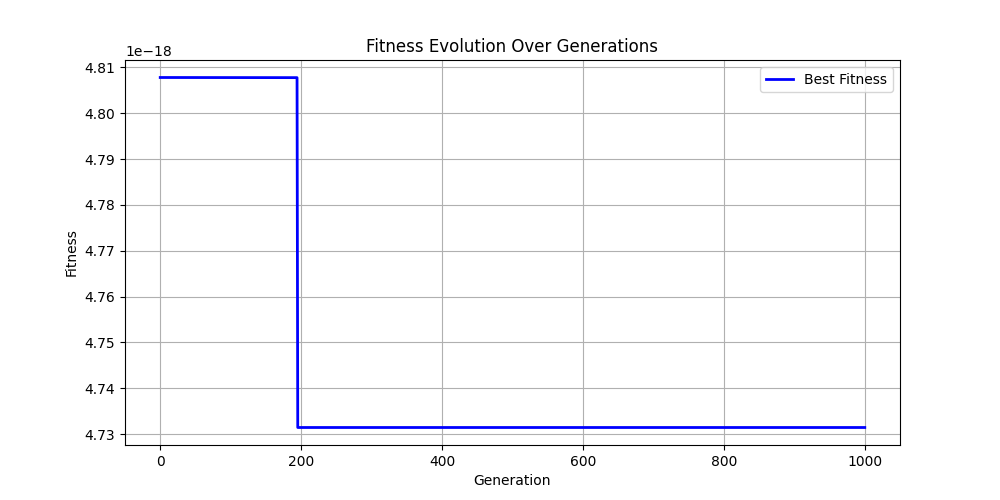 Fitness Evolution Over Generations
1e−18
4.81
4.80
4.79
4.78
4.77
4.76
4.75
4.74
4.73
Fitness
Best Fitness
0 200 400 600 800 1000
Generation